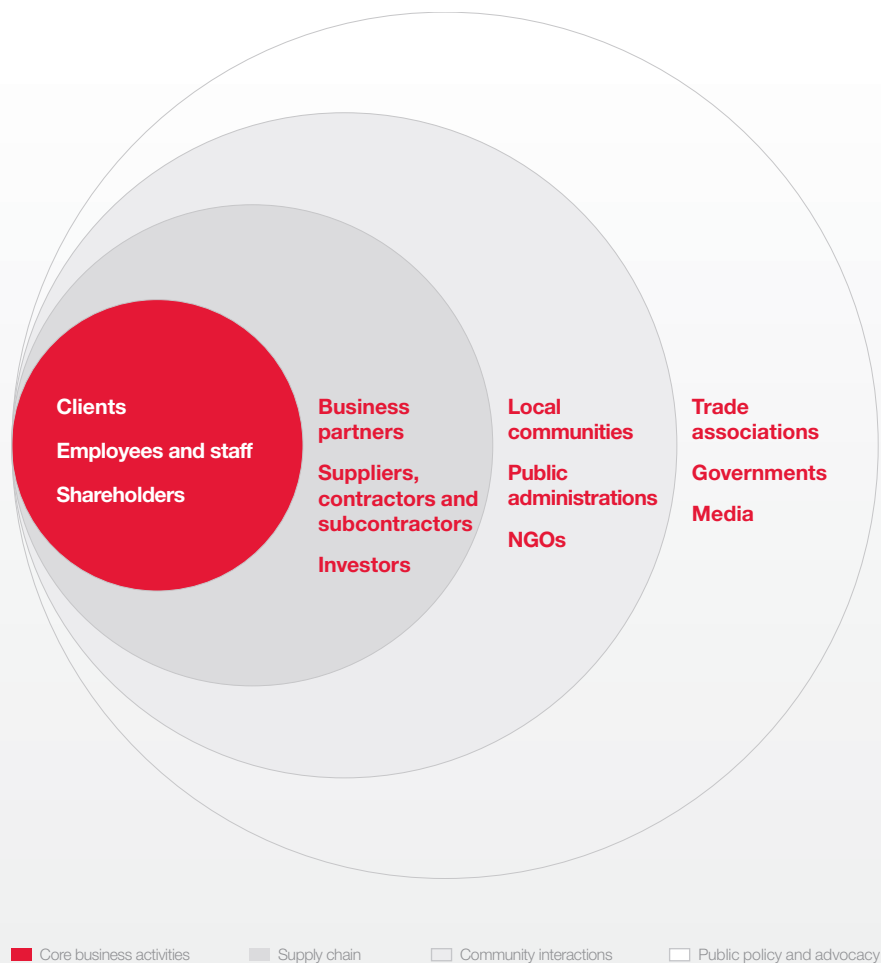 Clients
Employees and staff
Shareholders
Business
partners
Suppliers,
contractors and
subcontractors
Investors
Local
communities
Public
administrations
NGOs
Trade
associations
Governments
Media
Core business activities
Supply chain
Community interactions
Public policy and advocacy